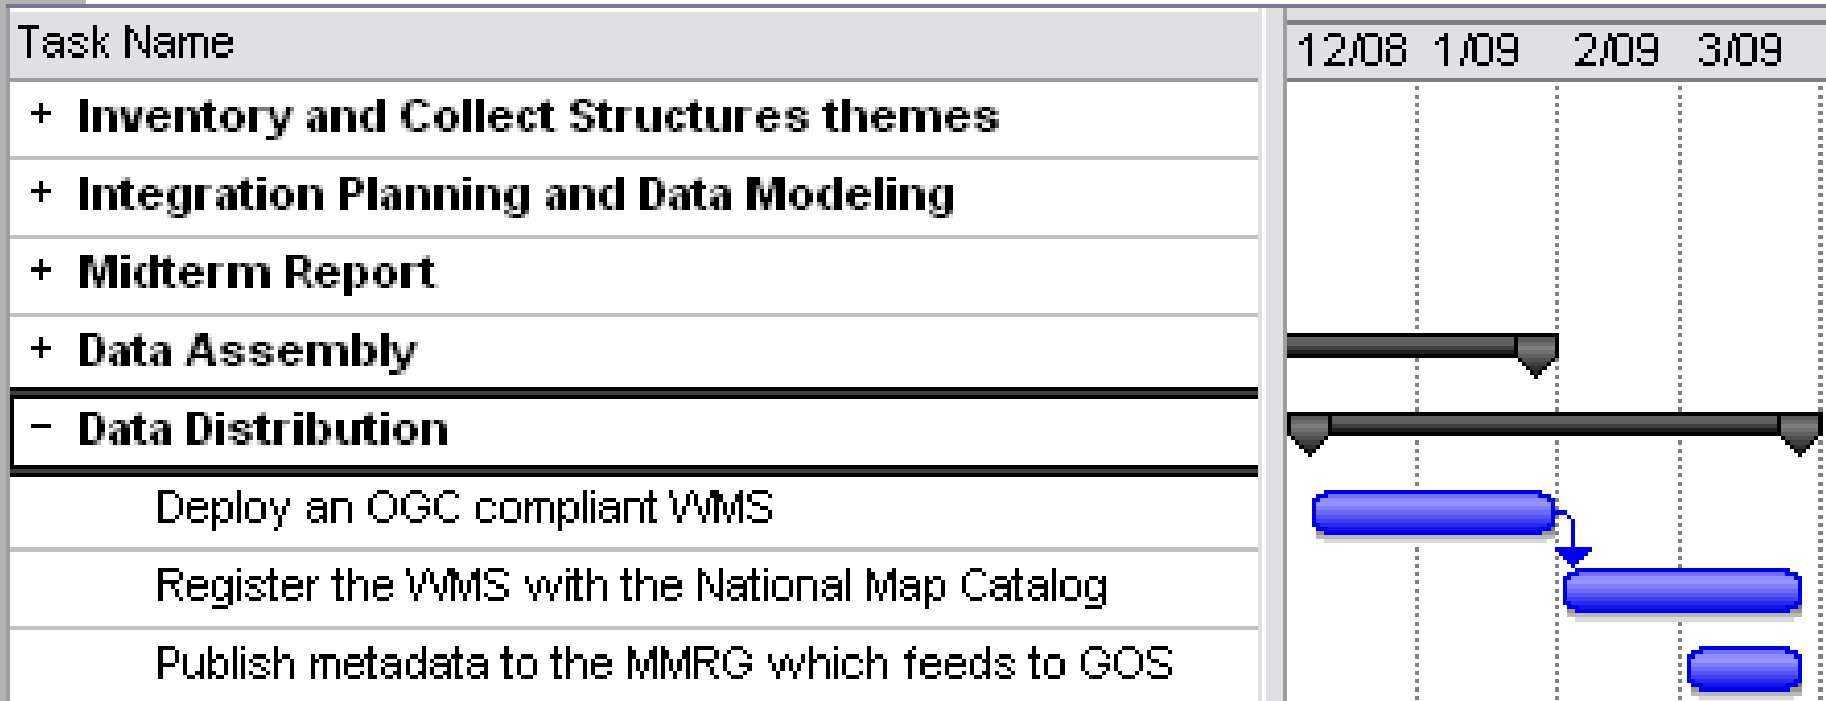 Task Name
12/08 1/09 2/09 3/09
+ Inventory and Collect Structures themes
+ Integration Planning and Data Modeling
+ Midterm Report
+ Data Assembly
− Data Distribution
Deploy an OGC compliant WMS
Register the WMS with the National Map Catalog
Publish metadata to the MMRG which feeds to GOS